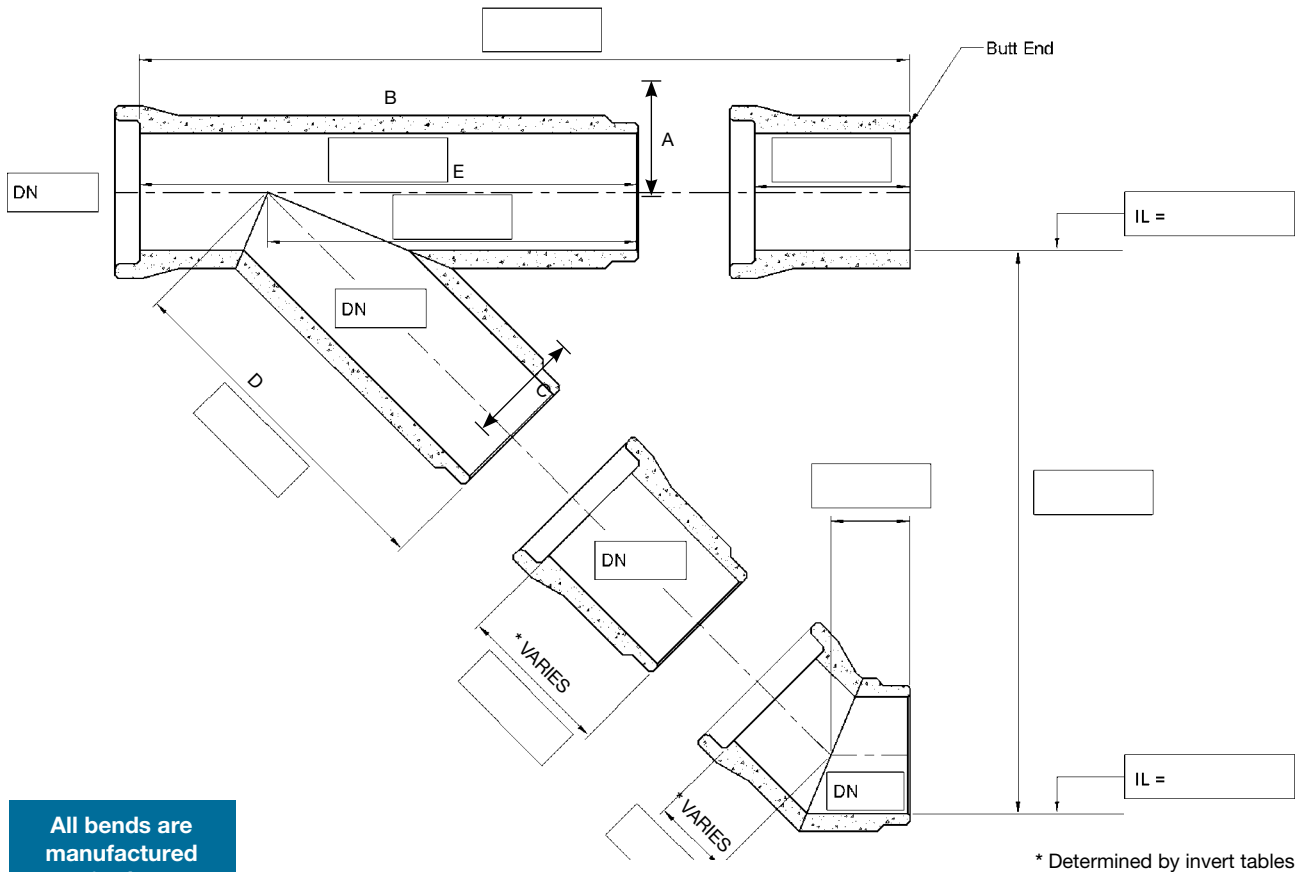 Butt End
B
A
E
DN
IL =
DN
D
C
DN
* VARIES
* VARIES
DN
IL =
All bends are
manufactured
* Determined by invert tables